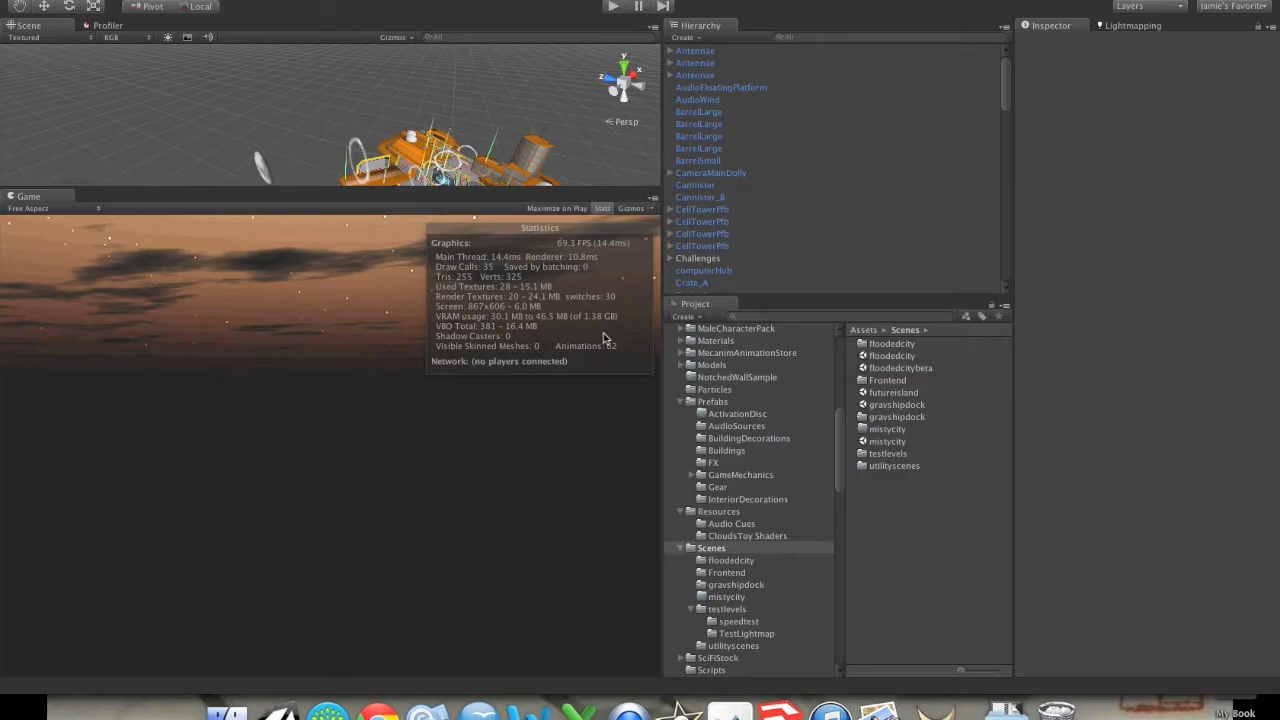 Pivot Local Layers Jamie's Favorit
Scene Profiler Hierarchy Inspector Lightmapping
Textured RGB Gizmos All Create All
Antennae
Antennae
Antennae
AudioFloatingPlatform
AudioWind
BarrelLarge
BarrelLarge
BarrelLarge
BarrelLarge
BarrelSmall
CameraMainDolly
Cannister
Cannister_B
CellTowerPfb
CellTowerPfb
CellTowerPfb
CellTowerPfb
Challenges
computerHub
Crate_A
y
x
z
Persp
Game
Free Aspect Maximize on Play Stats Gizmos
Statistics
Graphics: 69.3 FPS (14.4ms)
Main Thread: 14.4ms Renderer: 10.8ms
Draw Calls: 35 Saved by batching: 0
Tris: 255 Verts: 325
Used Textures: 28 - 15.1 MB
Render Textures: 20 - 24.1 MB switches: 30
Screen: 867x606 - 6.0 MB
VRAM usage: 30.1 MB to 46.5 MB (of 1.38 GB)
VBO Total: 381 - 16.4 MB
Shadow Casters: 0
Visible Skinned Meshes: 0 Animations: 62
Network: (no players connected)
Project
Create
MaleCharacterPack
Materials
MecanimAnimationStore
Models
NotchedWallSample
Particles
Prefabs
ActivationDisc
AudioSources
BuildingDecorations
Buildings
FX
GameMechanics
Gear
InteriorDecorations
Resources
Audio Cues
CloudsToy Shaders
Scenes
floodedcity
Frontend
gravshipdock
mistycity
testlevels
speedtest
TestLightmap
utilityscenes
SciFiStock
Scripts
Assets Scenes
floodedcity
floodedcity
floodedcitybeta
Frontend
futureisland
gravshipdock
gravshipdock
mistycity
mistycity
testlevels
utilityscenes
My Book